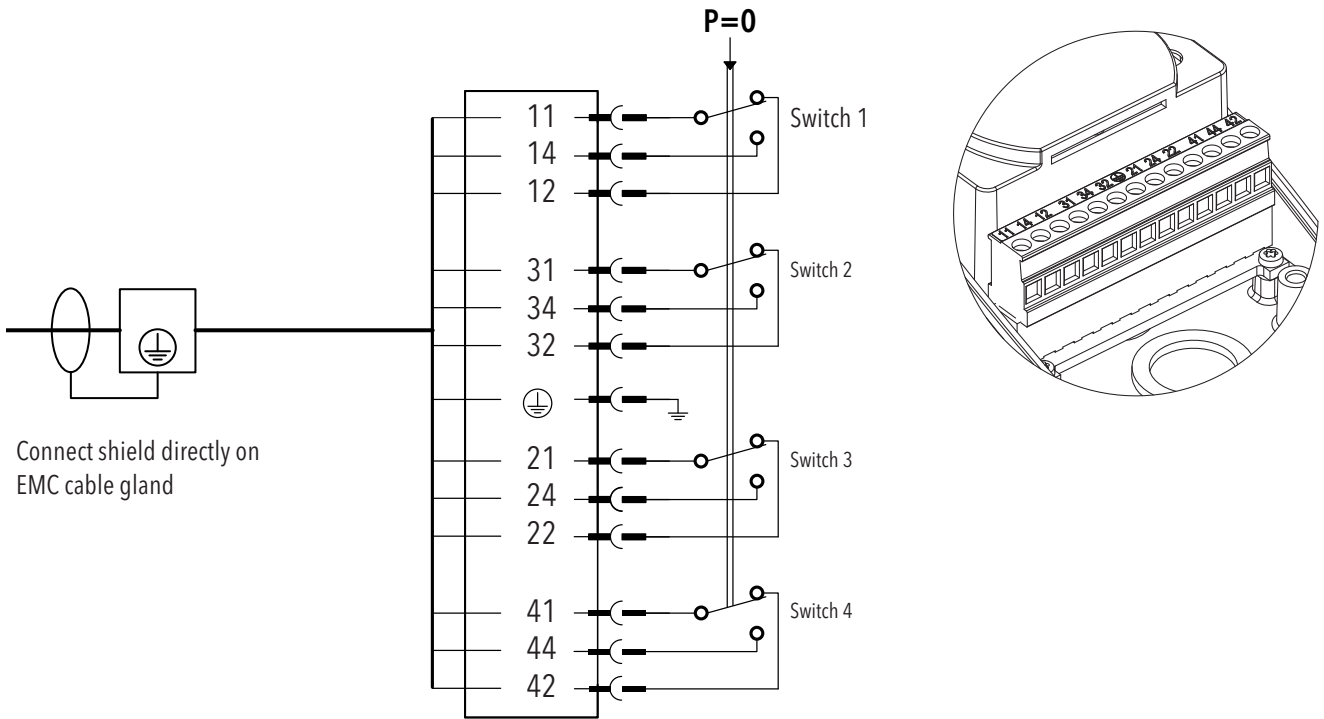 P=0
11
14
12
Switch 1
31
34
32
Switch 2
21
24
22
Switch 3
41
44
42
Switch 4
Connect shield directly on
EMC cable gland
11 14 12 31 34 32 21 24 22 41 44 42